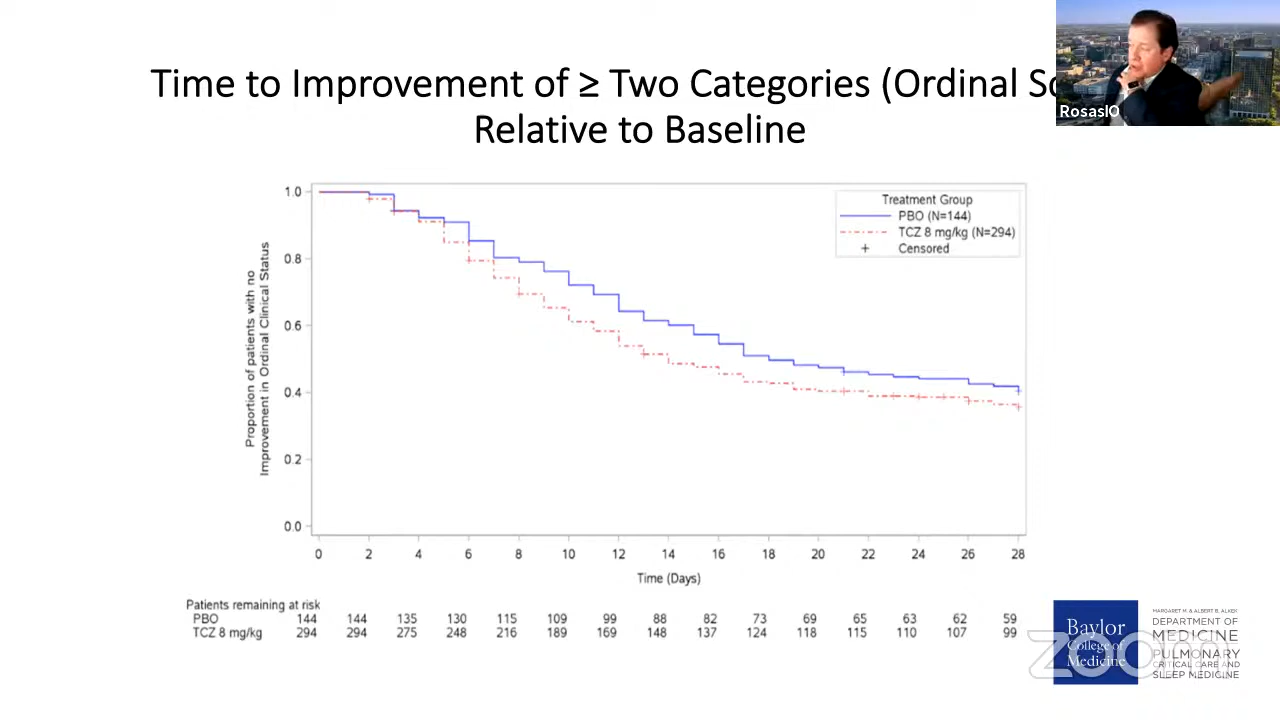 Time to Improvement of ≥ Two Categories (Ordinal Sc
Relative to Baseline
RosasIO
Treatment Group
PBO (N=144)
TCZ 8 mg/kg (N=294)
+ Censored
Proportion of patients with no
Improvement in Ordinal Clinical Status
1.0
0.8
0.6
0.4
0.2
0.0
0 2 4 6 8 10 12 14 16 18 20 22 24 26 28
Time (Days)
Patients remaining at risk
PBO 144 144 135 130 115 109 99 88 82 73 69 65 63 62 59
TCZ 8 mg/kg 294 294 275 248 216 189 169 148 137 124 118 115 110 107 99
Baylor
College of
Medicine
MARGARET M. & ALBERT B. ALKEK
DEPARTMENT OF
MEDICINE
PULMONARY
CRITICAL CARE AND
SLEEP MEDICINE
zoom